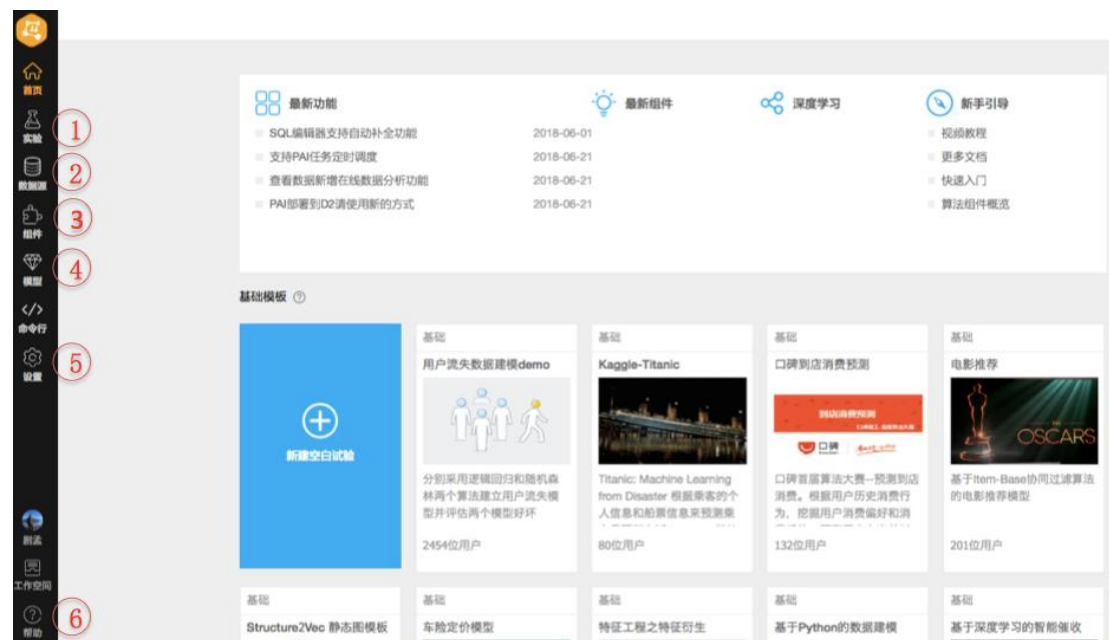 首页
实验
1
数据源
2
组件
3
模型
4
</>
命令行
设置
5
工作空间
帮助
6
最新功能
SQL编辑器支持自动补全功能 2018-06-01
支持PAI任务定时调度 2018-06-21
查看数据新增在线数据分析功能 2018-06-21
PAI部署到D2请使用新的方式 2018-06-21
最新组件
深度学习
新手引导
视频教程
更多文档
快速入门
算法组件概览
基础模板
新建空白试验
基础
用户流失数据建模demo
分别采用逻辑回归和随机森
林两个算法建立用户流失模
型并评估两个模型好坏
2454位用户
基础
Kaggle-Titanic
Titanic: Machine Learning
from Disaster 根据乘客的个
人信息和船票信息来预测乘
80位用户
基础
口碑到店消费预测
到店消费预测
口碑
口碑首届算法大赛--预测到店
消费。根据用户历史消费行
为，挖掘用户消费偏好和消
132位用户
基础
电影推荐
OSCARS
基于Item-Base协同过滤算法
的电影推荐模型
201位用户
基础
Structure2Vec 静态图模板
基础
车险定价模型
基础
特征工程之特征衍生
基础
基于Python的数据建模
基础
基于深度学习的智能催收